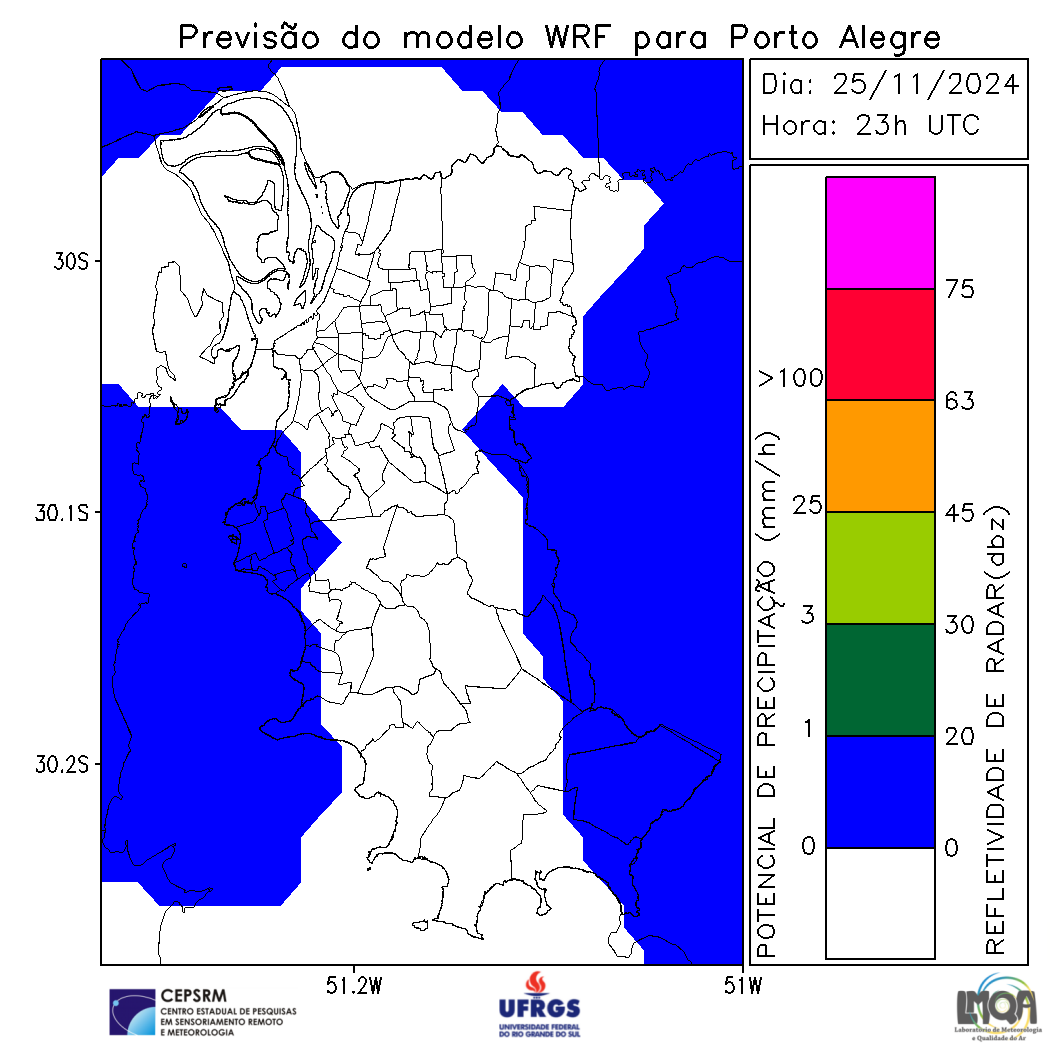 Previsão do modelo WRF para Porto Alegre
Dia: 25/11/2024
Hora: 23h UTC
30S
30.1S
30.2S
51.2W
51W
POTENCIAL DE PRECIPITAÇÃO (mm/h)
>100
25
3
1
0
75
63
45
30
20
0
REFLETIVIDADE DE RADAR(dbz)
CEPSRM
CENTRO ESTADUAL DE PESQUISAS
EM SENSORIAMENTO REMOTO
E METEOROLOGIA
UFRGS
UNIVERSIDADE FEDERAL
DO RIO GRANDE DO SUL
LMQA
Laboratório de Meteorologia
e Qualidade do Ar